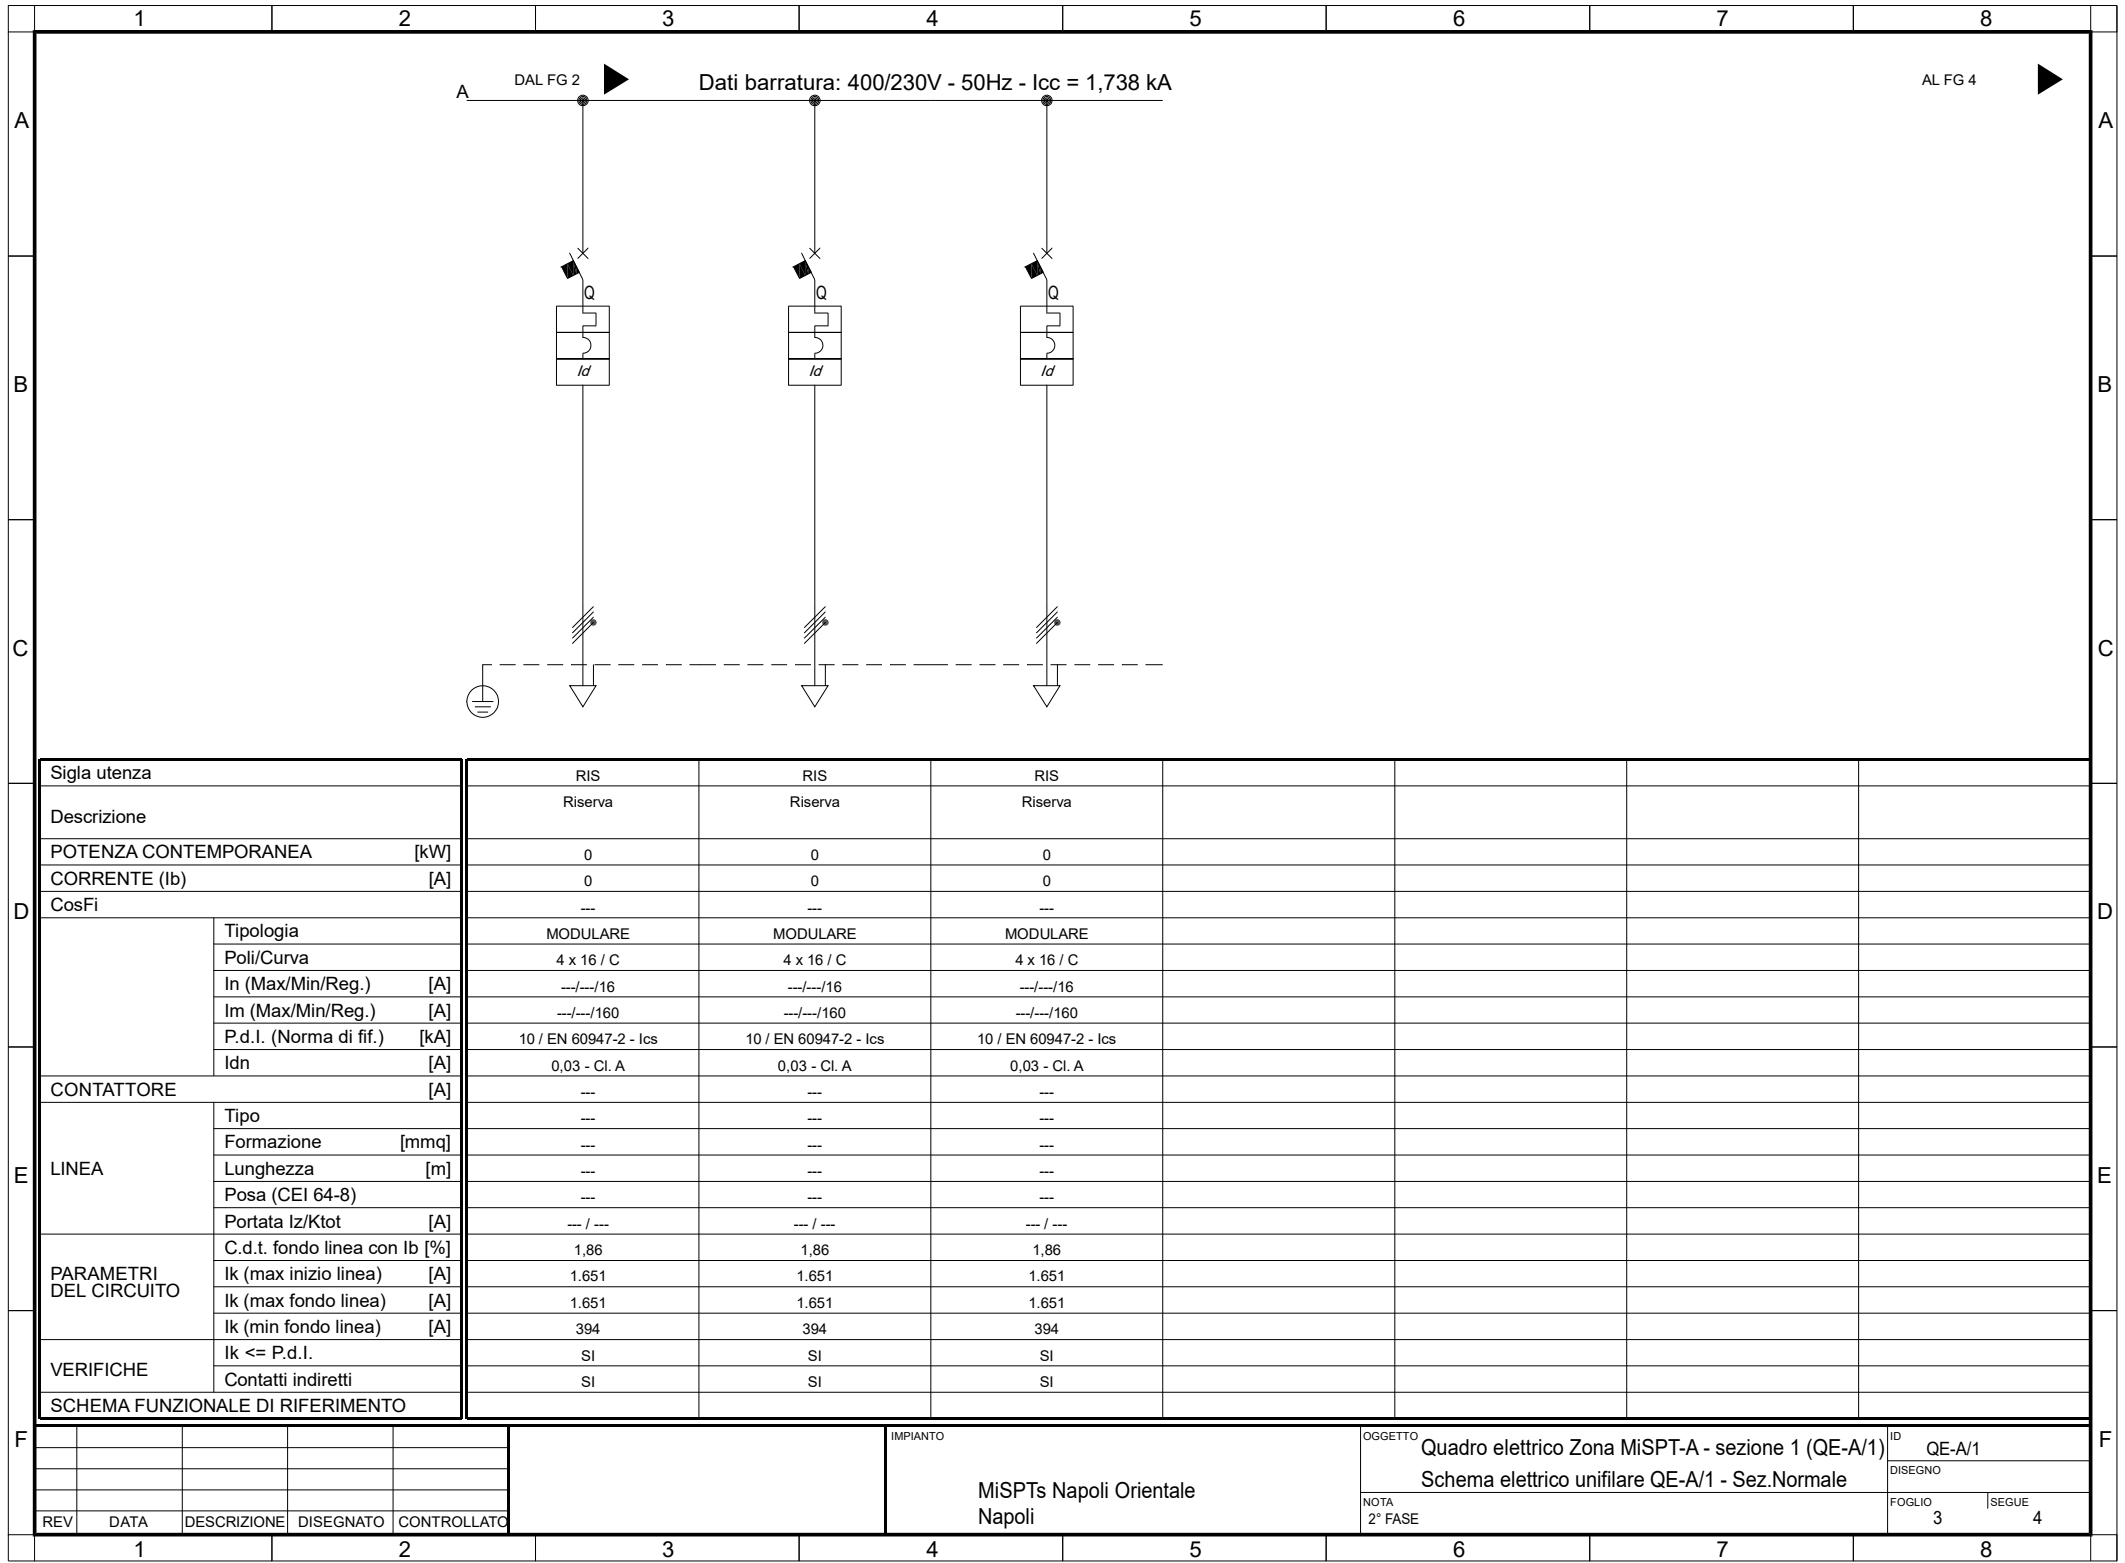 1 2 3 4 5 6 7 8
DAL FG 2 Dati barratura: 400/230V - 50Hz - Icc = 1,738 kA AL FG 4
A
A A
Q Q Q
Id Id Id
B B
C C
Sigla utenza RIS RIS RIS
Descrizione Riserva Riserva Riserva
POTENZA CONTEMPORANEA [kW] 0 0 0
CORRENTE (Ib) [A] 0 0 0
CosFi --- --- ---
D D
Tipologia MODULARE MODULARE MODULARE
Poli/Curva 4 x 16 / C 4 x 16 / C 4 x 16 / C
In (Max/Min/Reg.) [A] ---/---/16 ---/---/16 ---/---/16
Im (Max/Min/Reg.) [A] ---/---/160 ---/---/160 ---/---/160
P.d.I. (Norma di fif.) [kA] 10 / EN 60947-2 - Ics 10 / EN 60947-2 - Ics 10 / EN 60947-2 - Ics
Idn [A] 0,03 - Cl. A 0,03 - Cl. A 0,03 - Cl. A
CONTATTORE [A] --- --- ---
LINEA
Tipo --- --- ---
Formazione [mmq] --- --- ---
Lunghezza [m] --- --- ---
E E
Posa (CEI 64-8) --- --- ---
Portata Iz/Ktot [A] --- / --- --- / --- --- / ---
PARAMETRI
DEL CIRCUITO
C.d.t. fondo linea con Ib [%] 1,86 1,86 1,86
Ik (max inizio linea) [A] 1.651 1.651 1.651
Ik (max fondo linea) [A] 1.651 1.651 1.651
Ik (min fondo linea) [A] 394 394 394
VERIFICHE
Ik <= P.d.I. SI SI SI
Contatti indiretti SI SI SI
SCHEMA FUNZIONALE DI RIFERIMENTO
F F
REV DATA DESCRIZIONE DISEGNATO CONTROLLATO
IMPIANTO
MiSPTs Napoli Orientale
Napoli
OGGETTO Quadro elettrico Zona MiSPT-A - sezione 1 (QE-A/1)
Schema elettrico unifilare QE-A/1 - Sez.Normale
NOTA
2° FASE
ID QE-A/1
DISEGNO
FOGLIO SEGUE
3 4
1 2 3 4 5 6 7 8